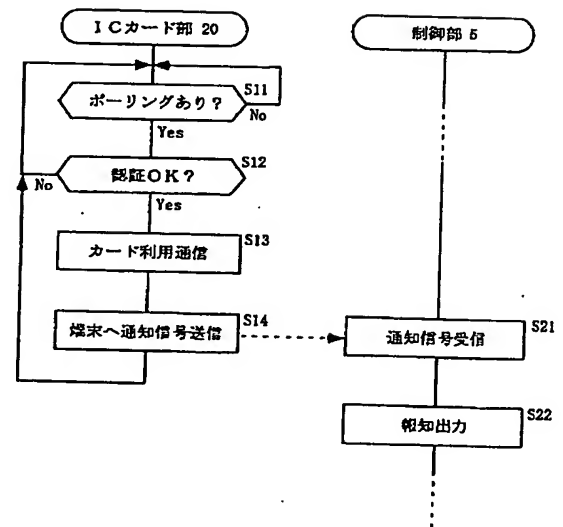 ICカード部 20
ポーリングあり?
S11
No
Yes
認証OK?
S12
No
Yes
カード利用通信
S13
端末へ通知信号送信
S14
制御部 5
通知信号受信
S21
報知出力
S22